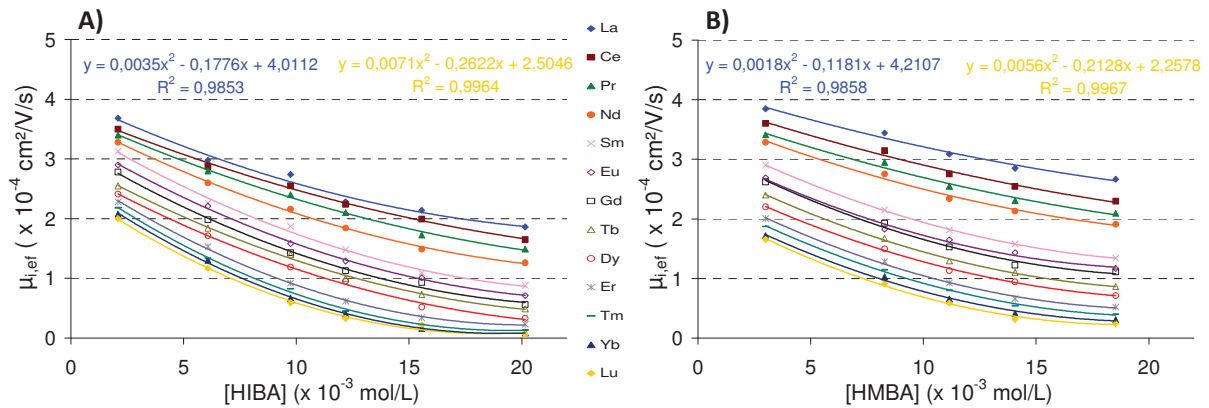 A)
5
4
3
2
1
0
0
5
10
15
20
μi,ef ( x 10-4 cm²/V/s)
[HIBA] (x 10-3 mol/L)
y = 0,0035x2 - 0,1776x + 4,0112
R2 = 0,9853
y = 0,0071x2 - 0,2622x + 2,5046
R2 = 0,9964
La
Ce
Pr
Nd
Sm
Eu
Gd
Tb
Dy
Er
Tm
Yb
Lu
B)
5
4
3
2
1
0
0
5
10
15
20
μi,ef ( x 10-4 cm²/V/s)
[HMBA] (x 10-3 mol/L)
y = 0,0018x2 - 0,1181x + 4,2107
R2 = 0,9858
y = 0,0056x2 - 0,2128x + 2,2578
R2 = 0,9967